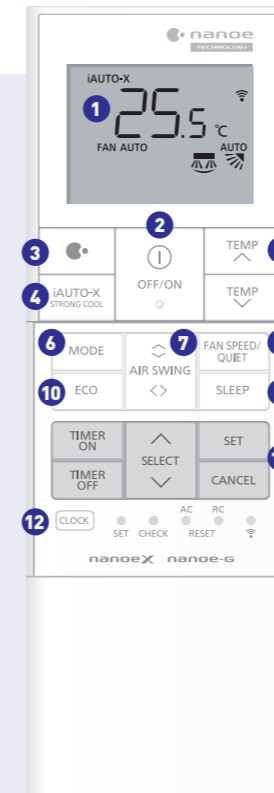 nanoe
TECHNOLOGY
iAUTO-X
1
25.5 °C
FAN AUTO
AUTO
2
3
OFF/ON
TEMP
4
iAUTO-X
STRONG COOL
TEMP
6
MODE
7
AIR SWING
FAN SPEED/
QUIET
10
ECO
SLEEP
TIMER
ON
SELECT
SET
TIMER
OFF
CANCEL
12
CLOCK
AC
RC
SET
CHECK
RESET
nanoeX nanoe-G